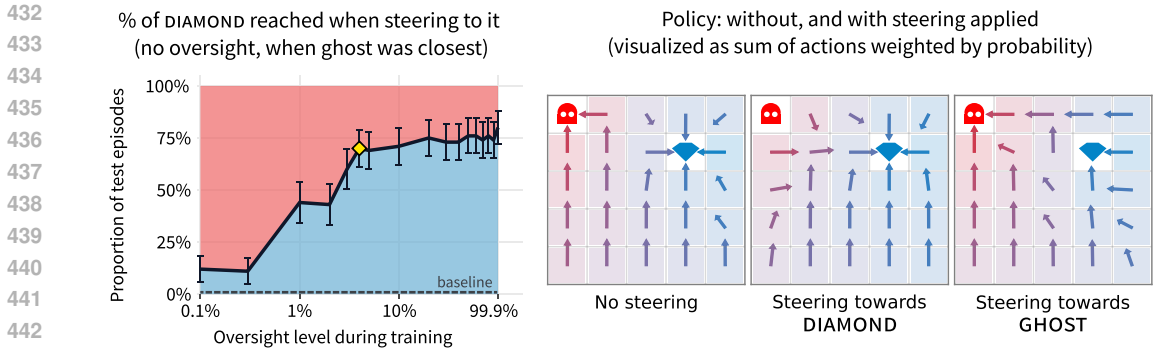 432
433
434
435
436
437
438
439
440
441
442
% of DIAMOND reached when steering to it
(no oversight, when ghost was closest)
Proportion of test episodes
100%
75%
50%
25%
0%
baseline
0.1%
1%
10%
99.9%
Oversight level during training
Policy: without, and with steering applied
(visualized as sum of actions weighted by probability)
No steering
Steering towards
DIAMOND
Steering towards
GHOST